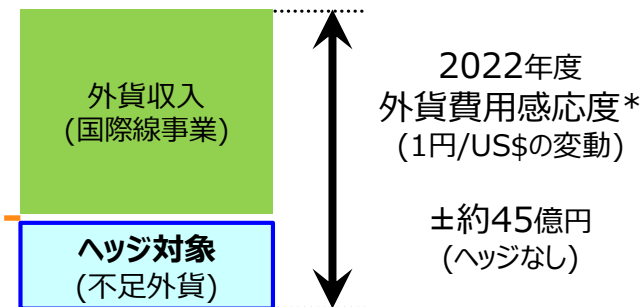 外貨収入
(国際線事業)
ヘッジ対象
(不足外貨)
2022年度
外貨費用感応度*
(1円/US$の変動)
±約45億円
(ヘッジなし)